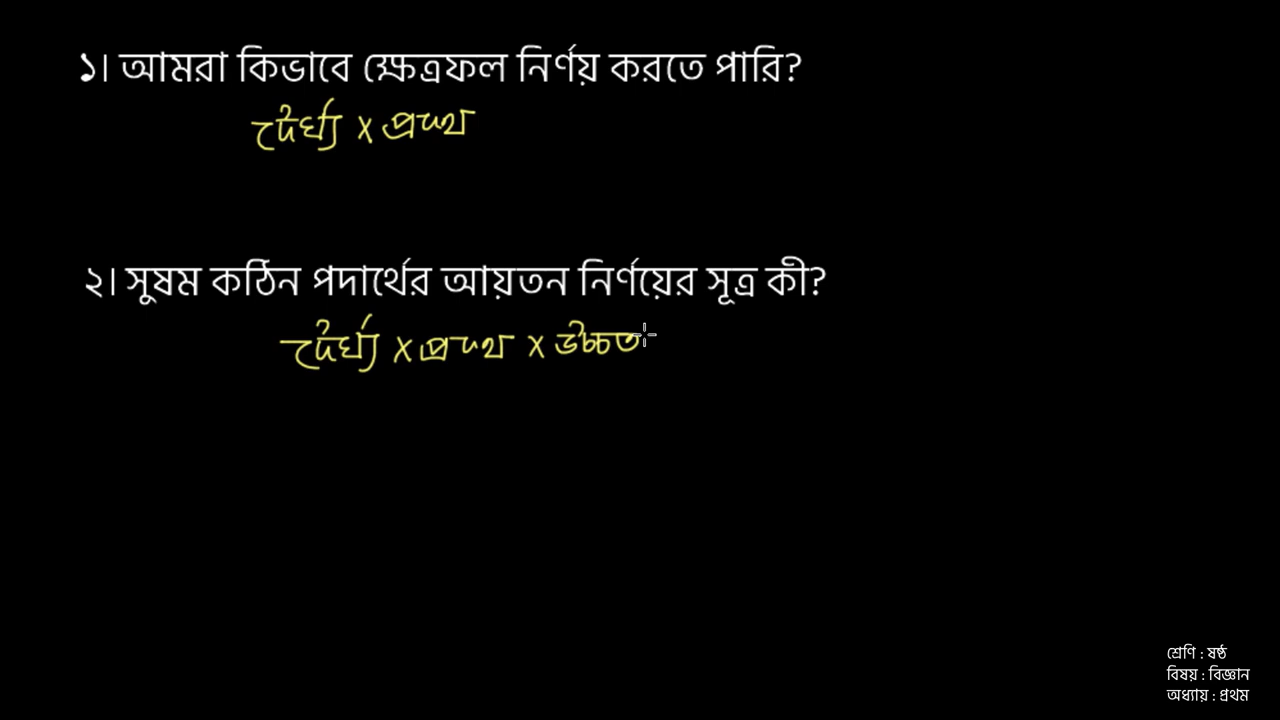 ১। আমরা কিভাবে ক্ষেত্রফল নির্ণয় করতে পারি?
দৈর্ঘ্য x প্রস্থ
২। সুষম কঠিন পদার্থের আয়তন নির্ণয়ের সূত্র কী?
দৈর্ঘ্য x প্রস্থ x উচ্চত
শ্রেণি : ষষ্ঠ
বিষয় : বিজ্ঞান
অধ্যায় : প্রথম